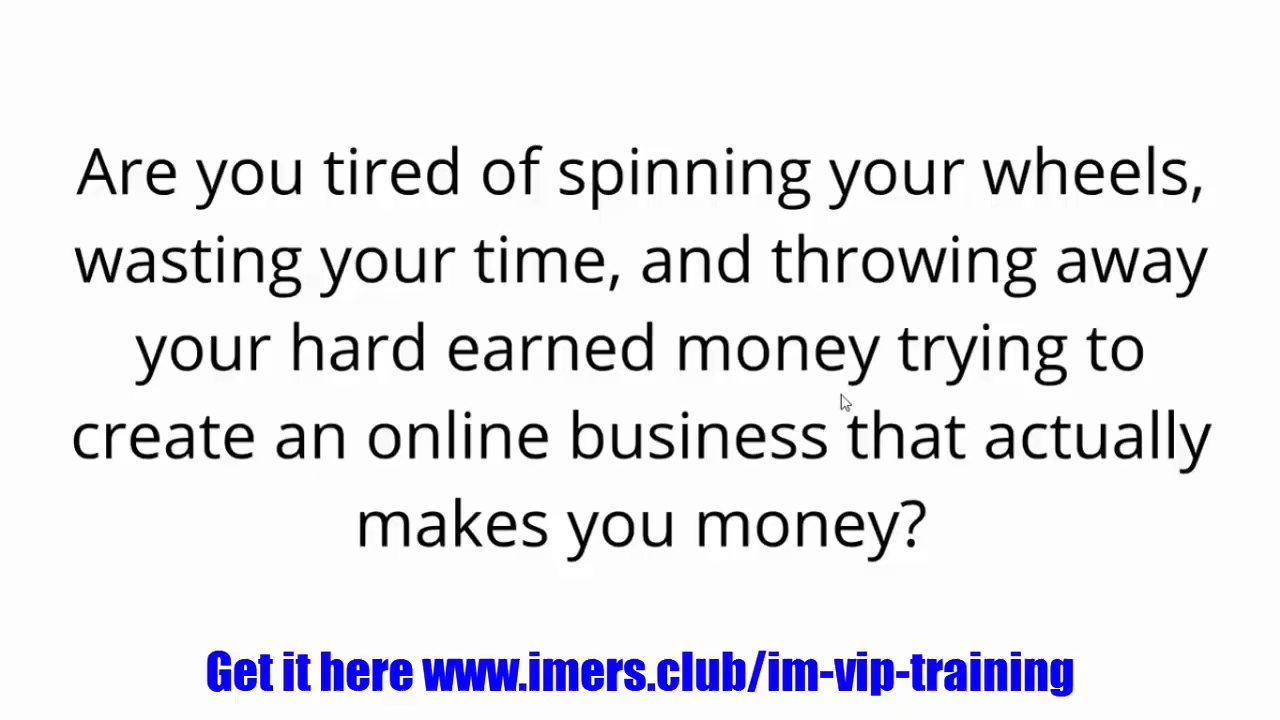 Are you tired of spinning your wheels,
wasting your time, and throwing away
your hard earned money trying to
create an online business that actually
makes you money?
Get it here www.imers.club/im-vip-training